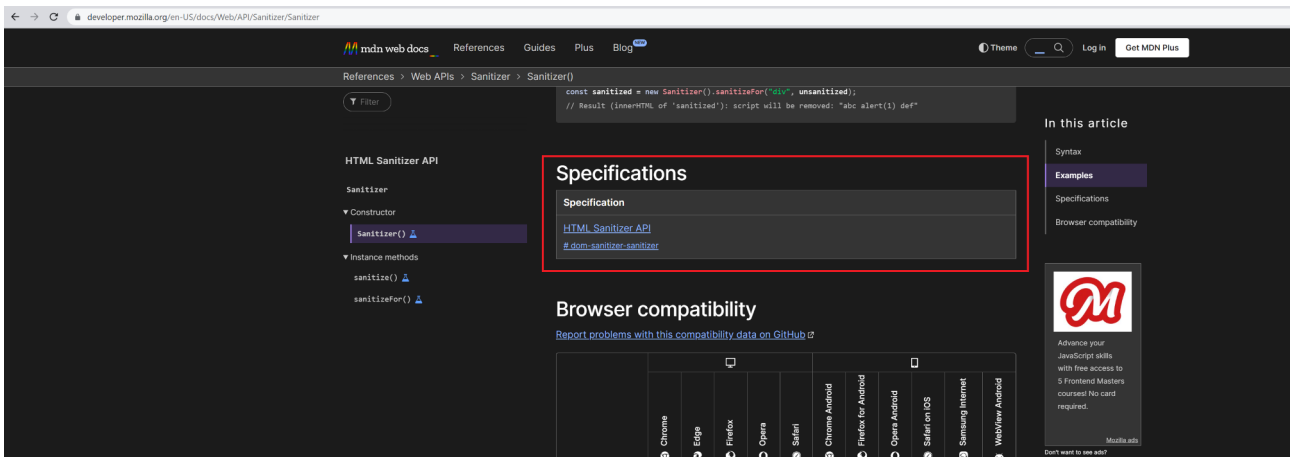 developer.mozilla.org/en-US/docs/Web/API/Sanitizer/Sanitizer
mdn web docs_ References Guides Plus Blog NEW Theme Log in Get MDN Plus
References > Web APIs > Sanitizer > Sanitizer()
Filter
HTML Sanitizer API
Sanitizer
Constructor
Sanitizer()
Instance methods
sanitize()
sanitizeFor()
const sanitized = new Sanitizer().sanitizeFor("div", unsanitized);
// Result (innerHTML of 'sanitized'): script will be removed: "abc alert(1) def"
Specifications
Specification
HTML Sanitizer API
# dom-sanitizer-sanitizer
Browser compatibility
Report problems with this compatibility data on GitHub
Chrome
Edge
Firefox
Opera
Safari
Chrome Android
Firefox for Android
Opera Android
Safari on iOS
Samsung Internet
WebView Android
In this article
Syntax
Examples
Specifications
Browser compatibility
Advance your
JavaScript skills
with free access to
5 Frontend Masters
courses! No card
required.
Mozilla ads
Don't want to see ads?